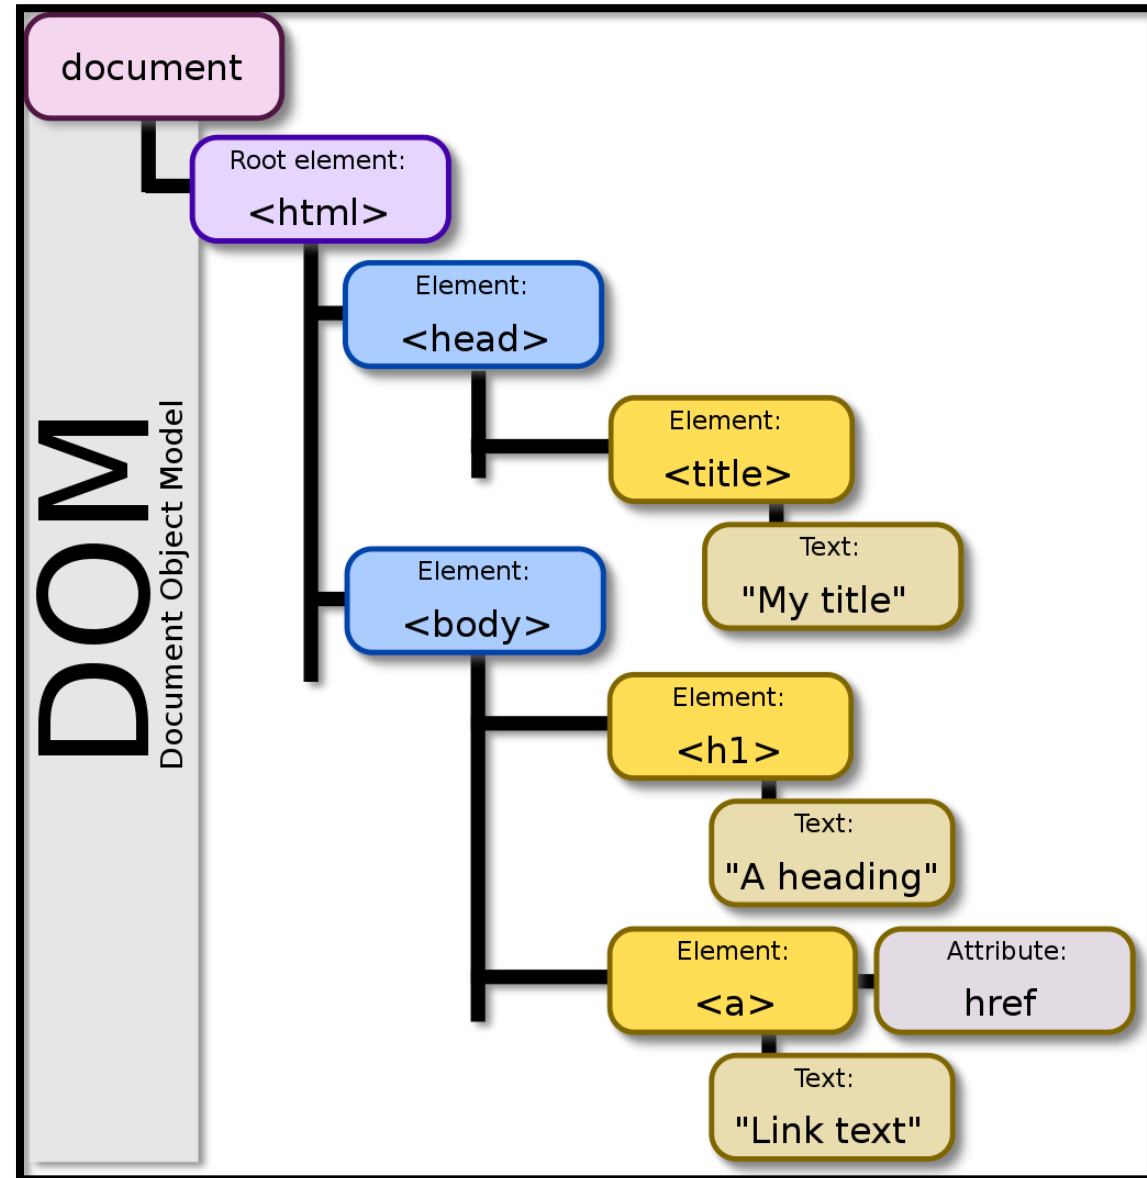 document
Root element:
<html>
Element:
<head>
Element:
<title>
Text:
"My title"
Element:
<body>
Element:
<h1>
Text:
"A heading"
Element:
<a>
Attribute:
href
Text:
"Link text"
DOM
Document Object Model